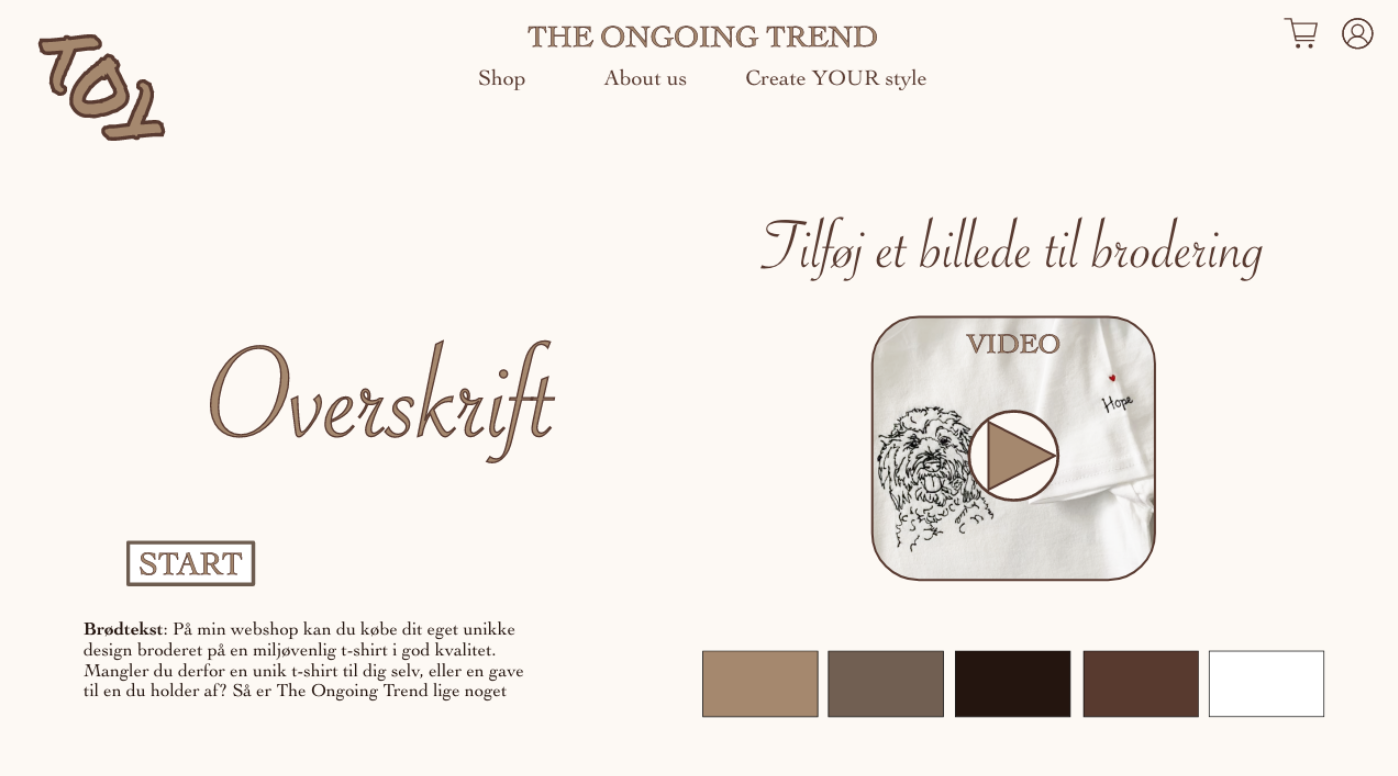 TOT
THE ONGOING TREND
Shop About us Create YOUR style
Tilføj et billede til brodering
VIDEO
Hope
Overskrift
START
Brødtekst: På min webshop kan du købe dit eget unikke
design broderet på en miljøvenlig t-shirt i god kvalitet.
Mangler du derfor en unik t-shirt til dig selv, eller en gave
til en du holder af? Så er The Ongoing Trend lige noget